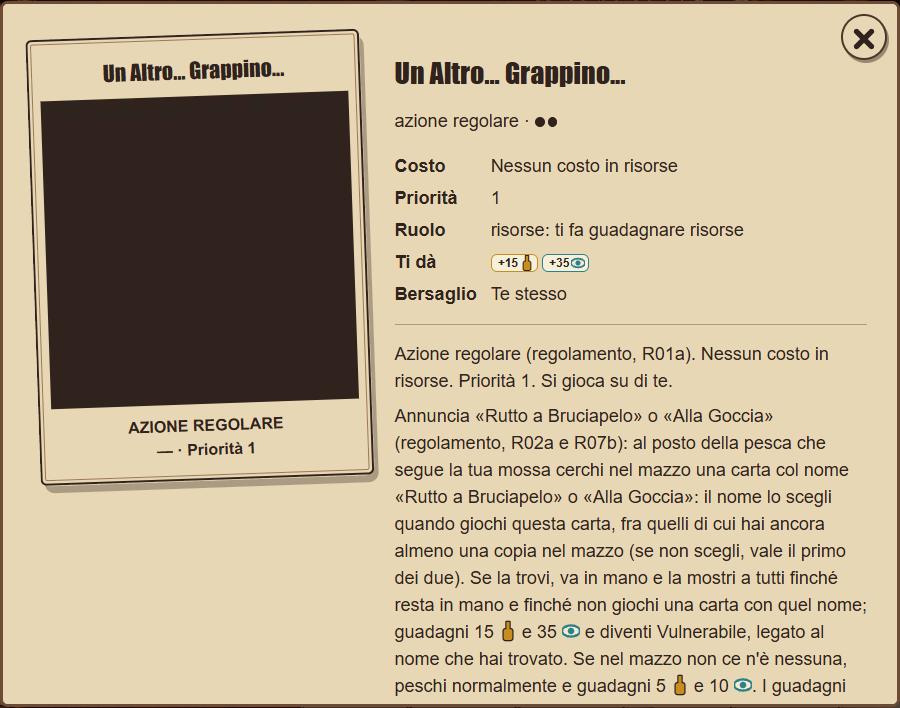 Un Altro... Grappino...
AZIONE REGOLARE
— · Priorità 1
Un Altro... Grappino...
azione regolare · ●●
Costo Nessun costo in risorse
Priorità 1
Ruolo risorse: ti fa guadagnare risorse
Ti dà +15 +35
Bersaglio Te stesso
Azione regolare (regolamento, R01a). Nessun costo in
risorse. Priorità 1. Si gioca su di te.
Annuncia «Rutto a Bruciapelo» o «Alla Goccia»
(regolamento, R02a e R07b): al posto della pesca che
segue la tua mossa cerchi nel mazzo una carta col nome
«Rutto a Bruciapelo» o «Alla Goccia»: il nome lo scegli
quando giochi questa carta, fra quelli di cui hai ancora
almeno una copia nel mazzo (se non scegli, vale il primo
dei due). Se la trovi, va in mano e la mostri a tutti finché
resta in mano e finché non giochi una carta con quel nome;
guadagni 15 e 35 e diventi Vulnerabile, legato al
nome che hai trovato. Se nel mazzo non ce n'è nessuna,
peschi normalmente e guadagni 5 e 10 . I guadagni